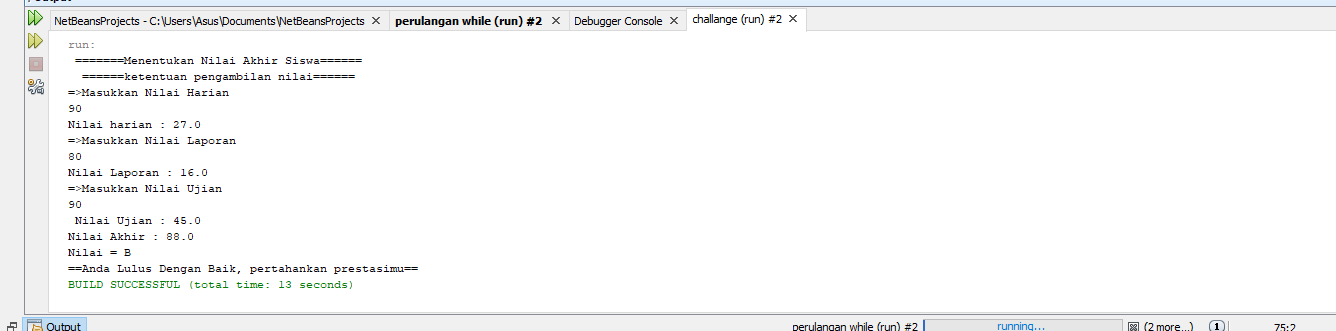 Output
NetBeansProjects - C:\Users\Asus\Documents\NetBeansProjects × perulangan while (run) #2 × Debugger Console × challange (run) #2 ×
run:
=======Menentukan Nilai Akhir Siswa======
======ketentuan pengambilan nilai======
=>Masukkan Nilai Harian
90
Nilai harian : 27.0
=>Masukkan Nilai Laporan
80
Nilai Laporan : 16.0
=>Masukkan Nilai Ujian
90
Nilai Ujian : 45.0
Nilai Akhir : 88.0
Nilai = B
==Anda Lulus Dengan Baik, pertahankan prestasimu==
BUILD SUCCESSFUL (total time: 13 seconds)
Output perulangan while (run) #2 running... (2 more...) 1 75:2